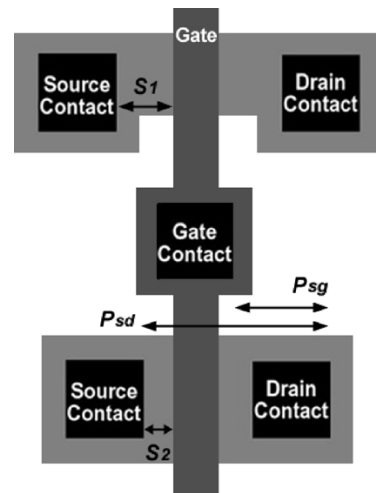 Gate
Source
Contact
S1
Drain
Contact
Gate
Contact
Psg
Psd
Source
Contact
S2
Drain
Contact